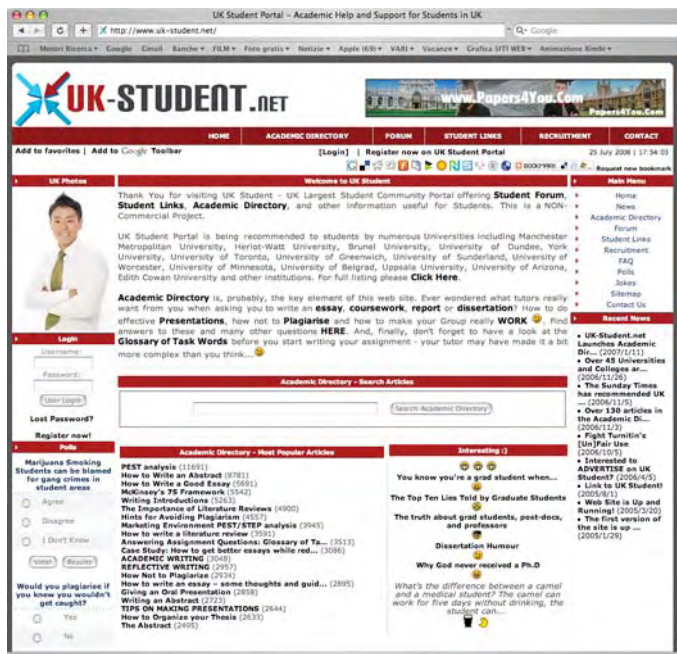 UK Student Portal – Academic Help and Support for Students in UK
http://www.uk-student.net/
Google
Menori Ricerca Google Gmail Banche FILM Foto gratis Notizie Apple (69) VARI Vacanze Grafica SITI WEB Animazione Bimbi
UK-STUDENT.NET
www.Papers4You.Com
Papers4You.Com
HOME ACADEMIC DIRECTORY FORUM STUDENT LINKS RECRUITMENT CONTACT
Add to favorites | Add to Google Toolbar
[Login] | Register now on UK Student Portal
25 July 2008 | 17:54:03
BOOKMARK
Request new bookmark
UK Photos
Login
Username:
Password:
User Login
Lost Password?
Register now!
Polls
Marijuana Smoking
Students can be blamed
for gang crimes in
student areas
Agree
Disagree
I Don't Know
Vote! Results
Would you plagiarise if
you knew you wouldn't
get caught?
Yes
No
Welcome to UK Student
Thank You for visiting UK Student – UK Largest Student Community Portal offering Student Forum,
Student Links, Academic Directory, and other information useful for Students. This is a NON-
Commercial Project.
UK Student Portal is being recommended to students by numerous Universities including Manchester
Metropolitan University, Heriot-Watt University, Brunel University, University of Dundee, York
University, University of Toronto, University of Greenwich, University of Sunderland, University of
Worcester, University of Minnesota, University of Belgrad, Uppsala University, University of Arizona,
Edith Cowan University and other institutions. For full listing please Click Here.
Academic Directory is, probably, the key element of this web site. Ever wondered what tutors really
want from you when asking you to write an essay, coursework, report or dissertation? How to do
effective Presentations, how not to Plagiarise and how to make your Group really WORK . Find
answers to these and many other questions HERE. And, finally, don't forget to have a look at the
Glossary of Task Words before you start writing your assignment - your tutor may have made it a bit
more complex than you think...
Academic Directory - Search Articles
Search Academic Directory
Academic Directory - Most Popular Articles
PEST analysis (11691)
How to Write an Abstract (8781)
How to Write a Good Essay (5691)
McKinsey's 7S Framework (5542)
Writing Introductions (5263)
The Importance of Literature Reviews (4900)
Hints for Avoiding Plagiarism (4557)
Marketing Environment PEST/STEP analysis (3945)
How to write a literature review (3591)
Answering Assignment Questions: Glossary of Ta... (3513)
Case Study: How to get better essays while red... (3086)
ACADEMIC WRITING (3048)
REFLECTIVE WRITING (2957)
How Not to Plagiarize (2934)
How to write an essay – some thoughts and guid... (2895)
Giving an Oral Presentation (2858)
Writing an Abstract (2723)
TIPS ON MAKING PRESENTATIONS (2644)
How to Organize your Thesis (2633)
The Abstract (2495)
Interesting :)
You know you're a grad student when...
The Top Ten Lies Told by Graduate Students
The truth about grad students, post-docs,
and professors
Dissertation Humour
Why God never received a Ph.D
What's the difference between a camel
and a medical student? The camel can
work for five days without drinking, the
student can...
Main Menu
Home
News
Academic Directory
Forum
Student Links
Recruitment
FAQ
Polls
Jokes
Sitemap
Contact Us
Recent News
• UK-Student.net
Launches Academic
Dir... (2007/1/11)
• Over 45 Universities
and Colleges ar...
(2006/11/26)
• The Sunday Times
has recommended UK
... (2006/11/5)
• Over 130 articles in
the Academic Di...
(2006/11/3)
• Fight Turnitin's
[Un]Fair Use
(2006/10/5)
• Interested to
ADVERTISE on UK
Student? (2006/4/5)
• Link to UK Student!
(2005/8/1)
• Web Site is Up and
Running! (2005/3/20)
• The first version of
the site is up ...
(2005/1/29)